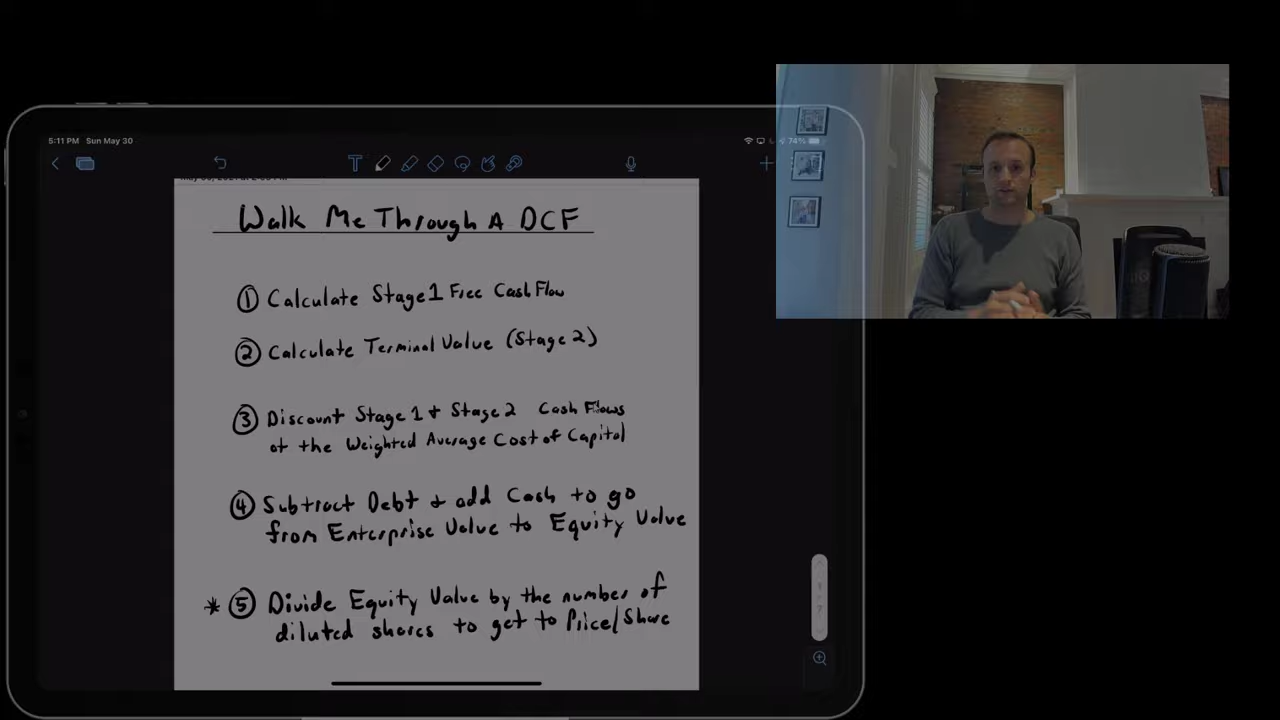 5:11 PM Sun May 30
74%
Walk Me Through A DCF
① Calculate Stage 1 Free Cash Flow
② Calculate Terminal Value (Stage 2)
③ Discount Stage 1 + Stage 2 Cash Flows
at the Weighted Average Cost of Capital
④ Subtract Debt + add Cash to go
from Enterprise Value to Equity Value
* ⑤ Divide Equity Value by the number of
diluted shares to get to Price/Share